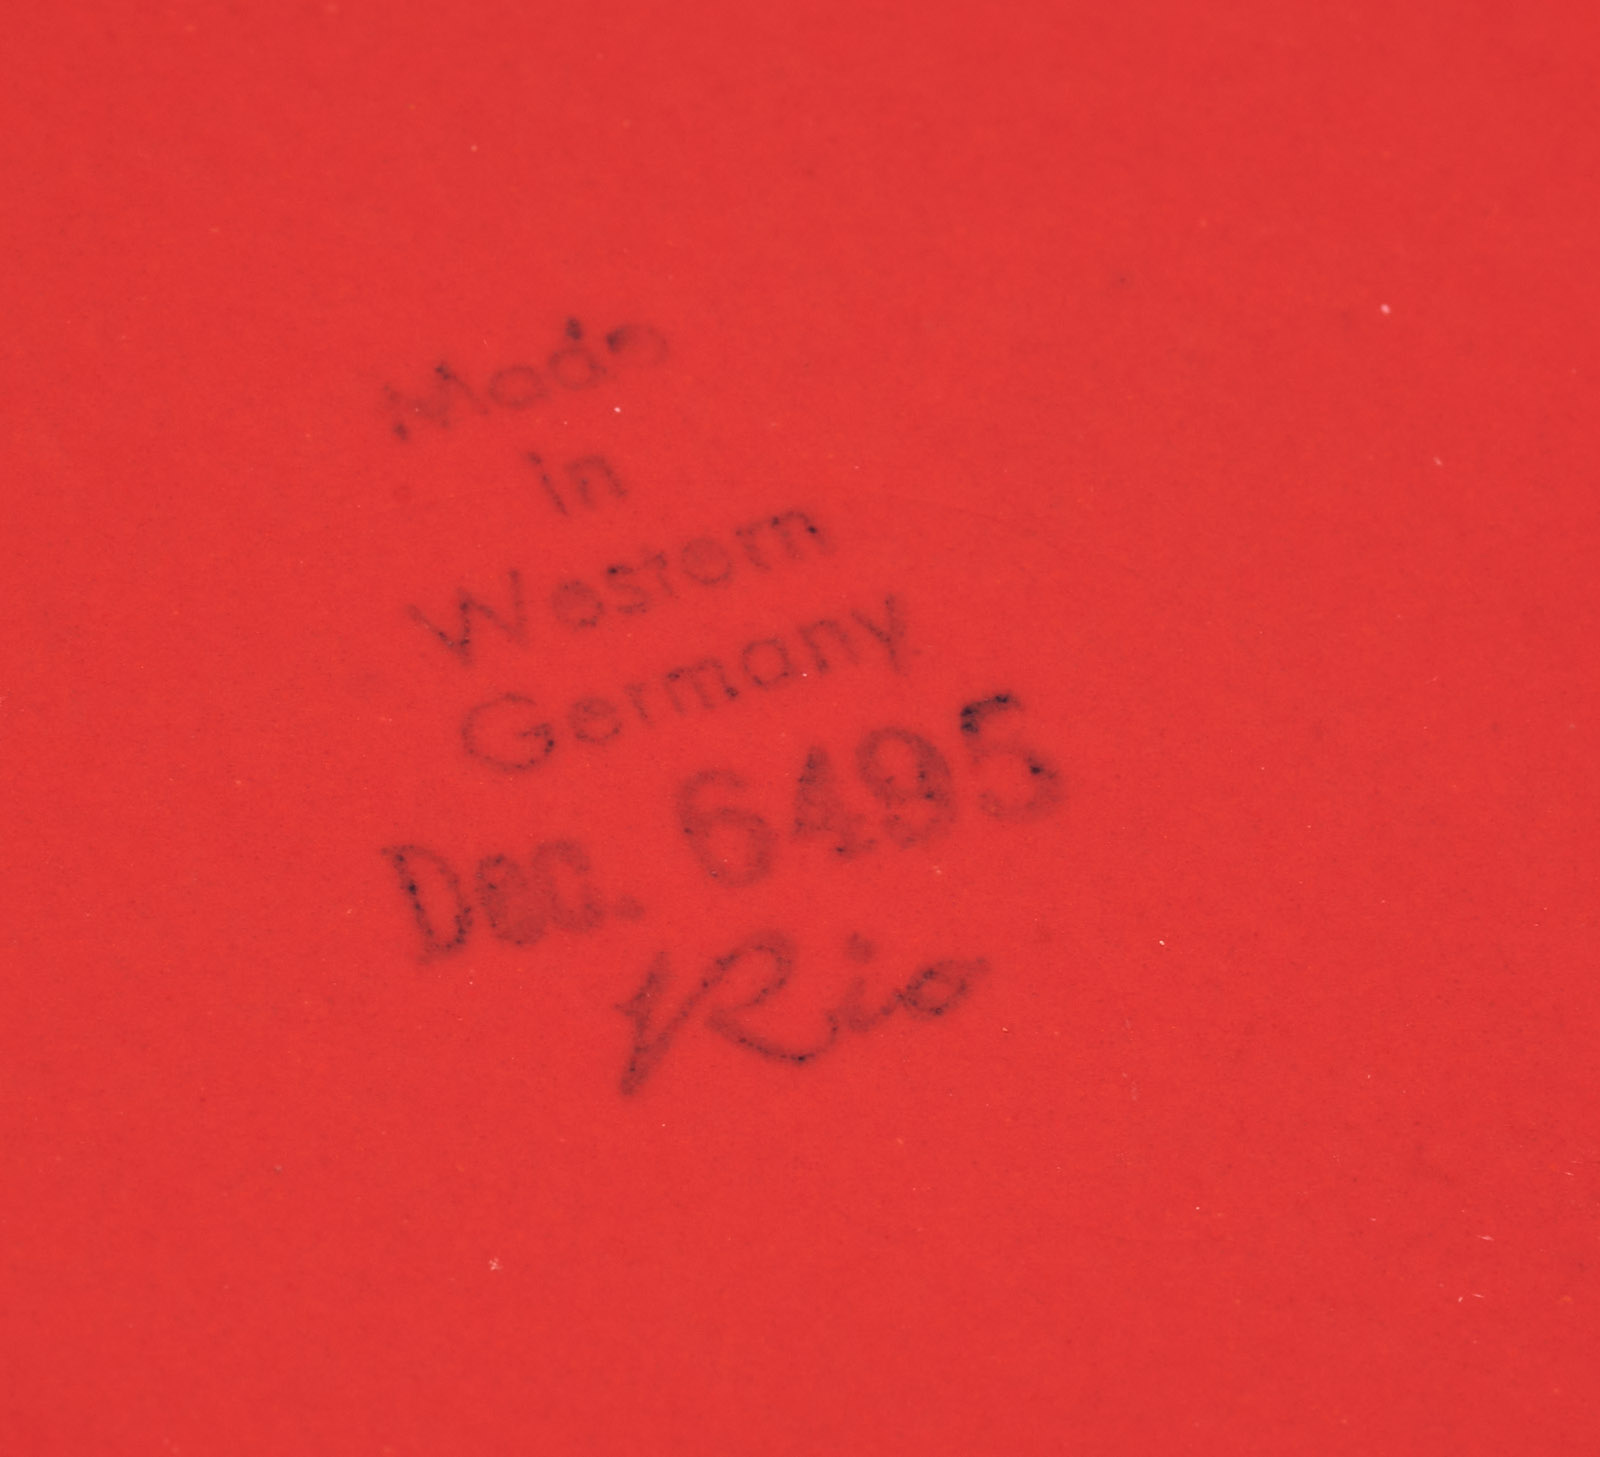 Made
in
Western
Germany
Dec. 6495
Rio